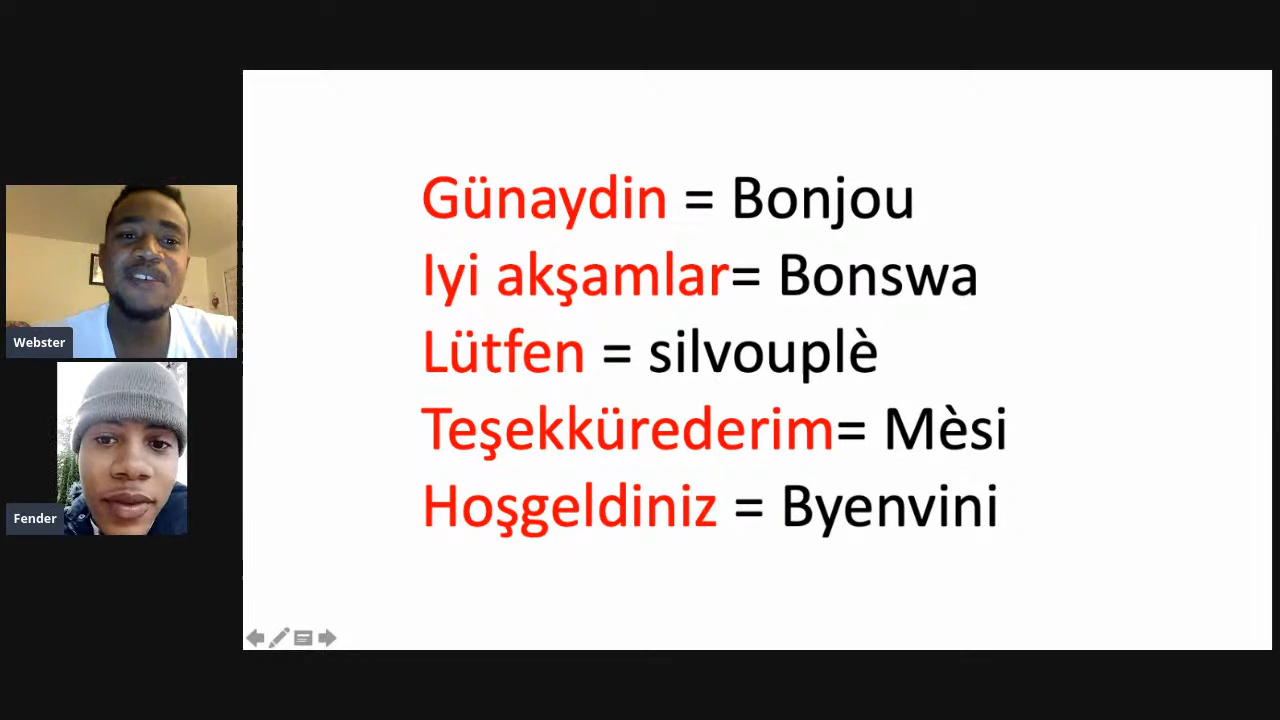 Webster
Fender
Günaydin = Bonjou
Iyi akşamlar= Bonswa
Lütfen = silvouplè
Teşekkürederim= Mèsi
Hoşgeldiniz = Byenvini